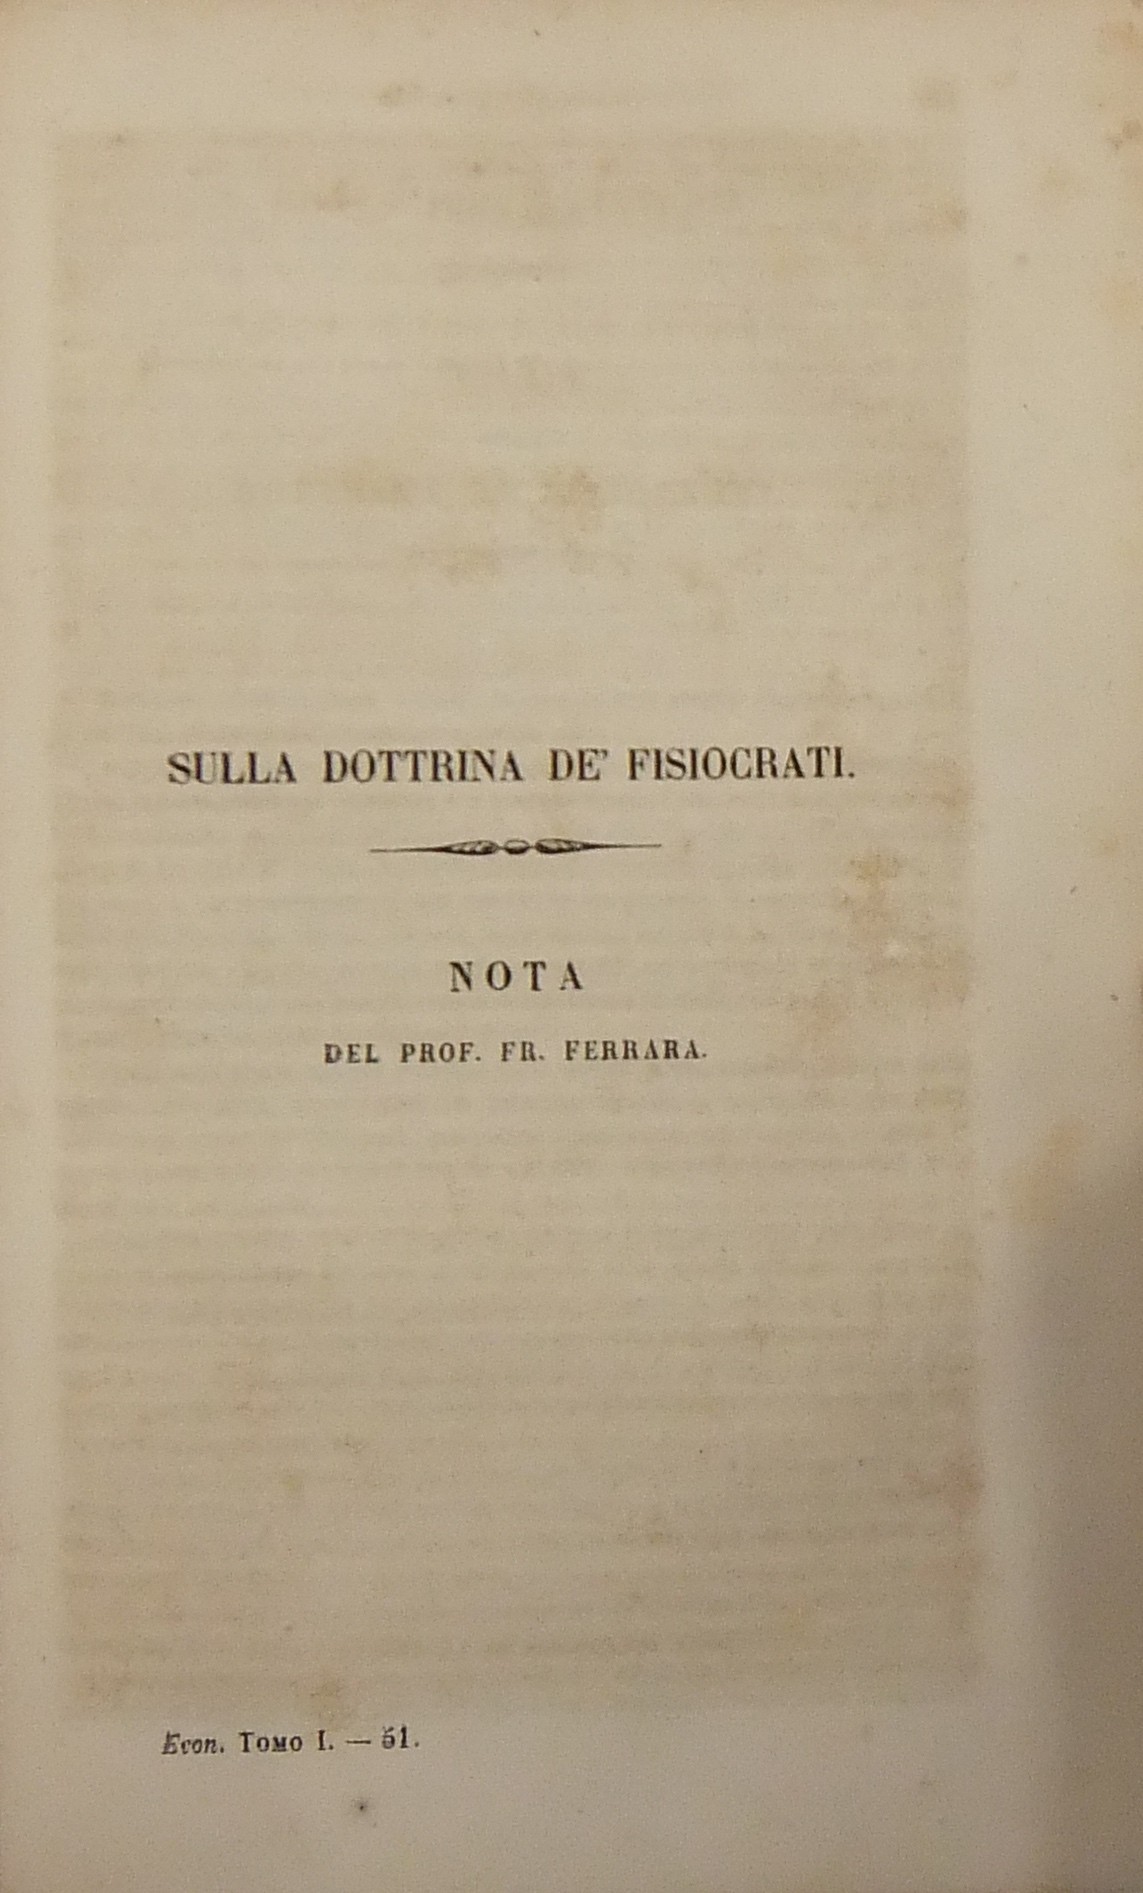 SULLA DOTTRINA DE' FISIOCRATI.
NOTA
DEL PROF. FR. FERRARA.
Econ. TOMO I. — 51.